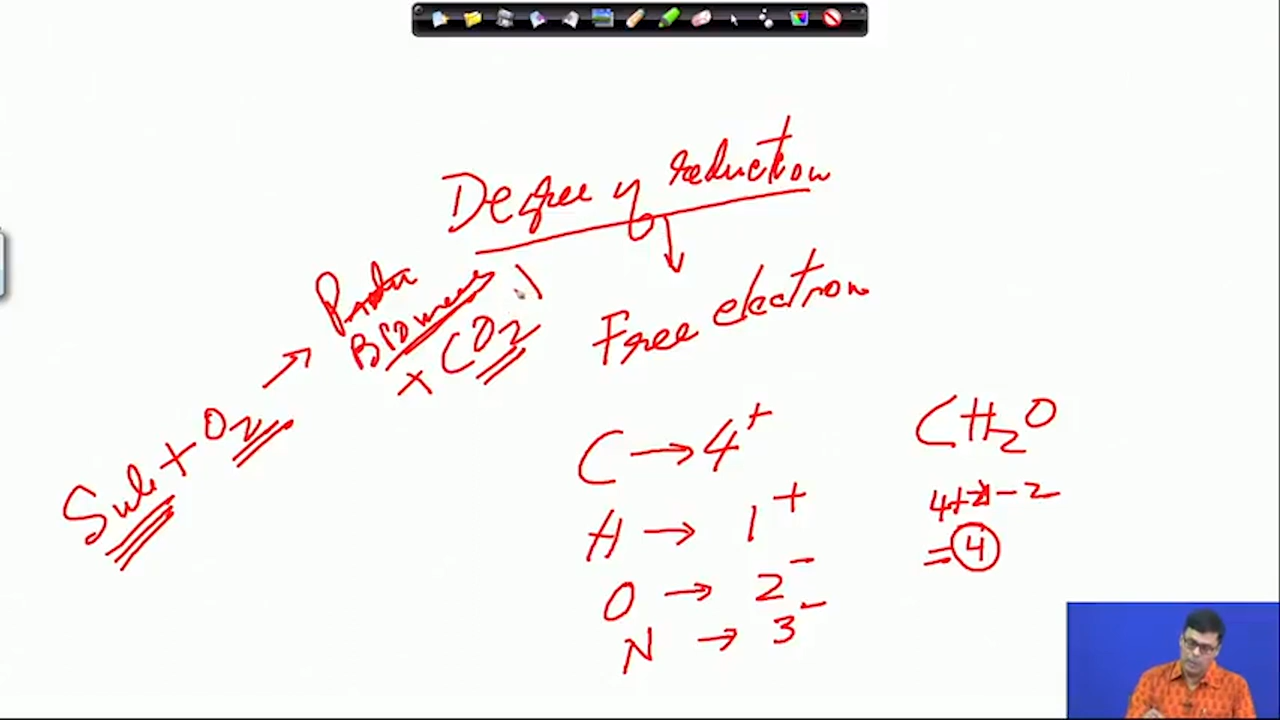 Degree of reduction
Free electron
Biomass
+ CO2
Sub + O2 →
C → 4+
H → 1+
O → 2-
N → 3-
CH2O
4+2-2
= 4